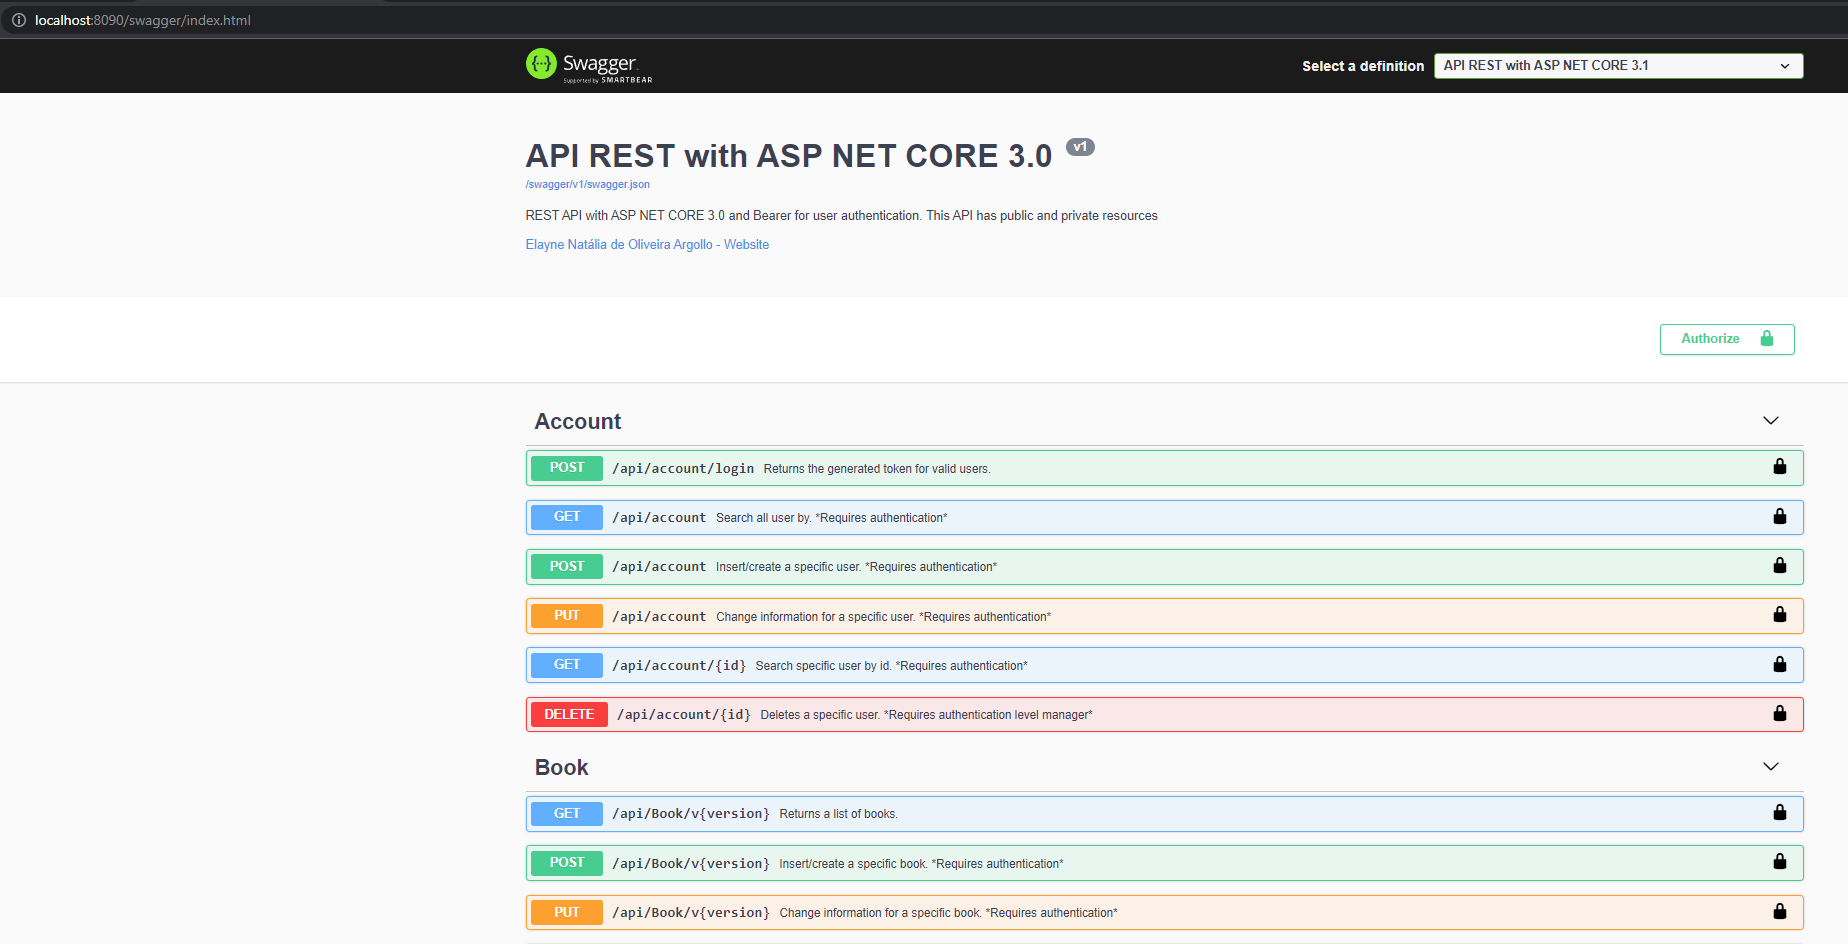 localhost:8090/swagger/index.html
{···} Swagger
Supported by SMARTBEAR
Select a definition API REST with ASP NET CORE 3.1
API REST with ASP NET CORE 3.0 v1
/swagger/v1/swagger.json
REST API with ASP NET CORE 3.0 and Bearer for user authentication. This API has public and private resources
Elayne Natália de Oliveira Argollo - Website
Authorize
Account
POST /api/account/login Returns the generated token for valid users.
GET /api/account Search all user by. *Requires authentication*
POST /api/account Insert/create a specific user. *Requires authentication*
PUT /api/account Change information for a specific user. *Requires authentication*
GET /api/account/{id} Search specific user by id. *Requires authentication*
DELETE /api/account/{id} Deletes a specific user. *Requires authentication level manager*
Book
GET /api/Book/v{version} Returns a list of books.
POST /api/Book/v{version} Insert/create a specific book. *Requires authentication*
PUT /api/Book/v{version} Change information for a specific book. *Requires authentication*